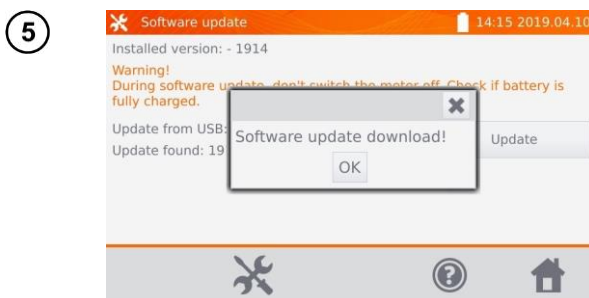 5
Software update 14:15 2019.04.10
Installed version: - 1914
Warning!
During software update, don't switch the meter off. Check if battery is
fully charged.
Update from USB:
Software update download!
Update
Update found: 19
OK